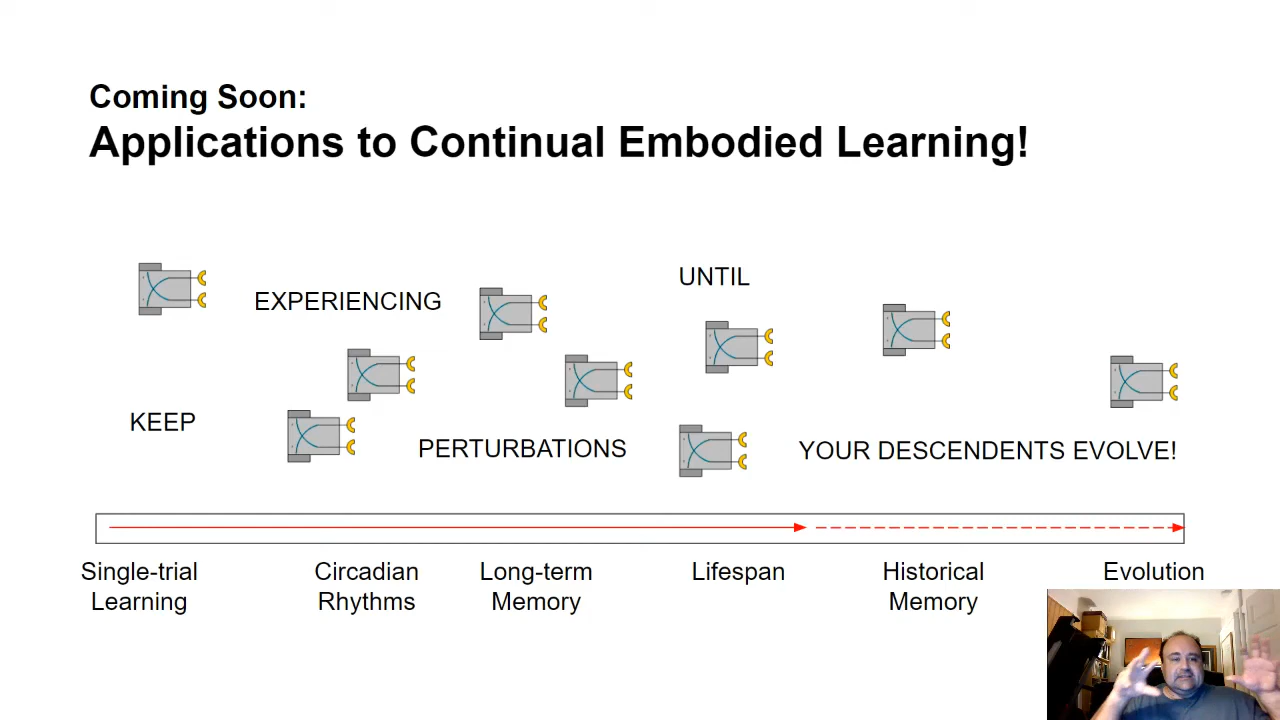 Coming Soon:
Applications to Continual Embodied Learning!
KEEP
EXPERIENCING
PERTURBATIONS
UNTIL
YOUR DESCENDENTS EVOLVE!
Single-trial
Learning
Circadian
Rhythms
Long-term
Memory
Lifespan
Historical
Memory
Evolution